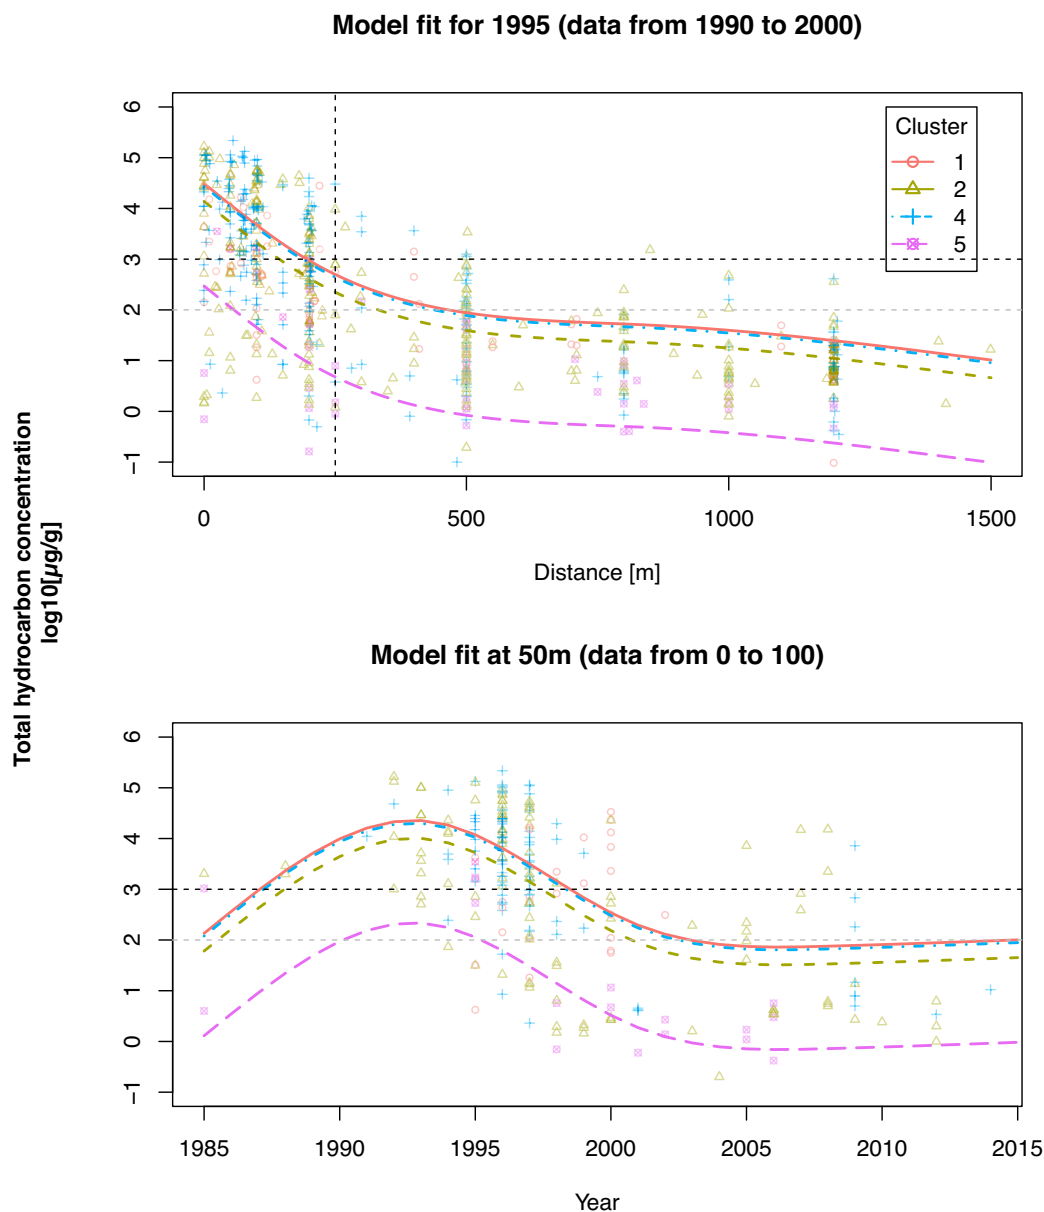 Model fit for 1995 (data from 1990 to 2000)
6
5
4
3
2
1
0
−1
Cluster
1
2
4
5
0 500 1000 1500
Distance [m]
Total hydrocarbon concentration
log10[µg/g]
Model fit at 50m (data from 0 to 100)
6
5
4
3
2
1
0
−1
1985 1990 1995 2000 2005 2010 2015
Year